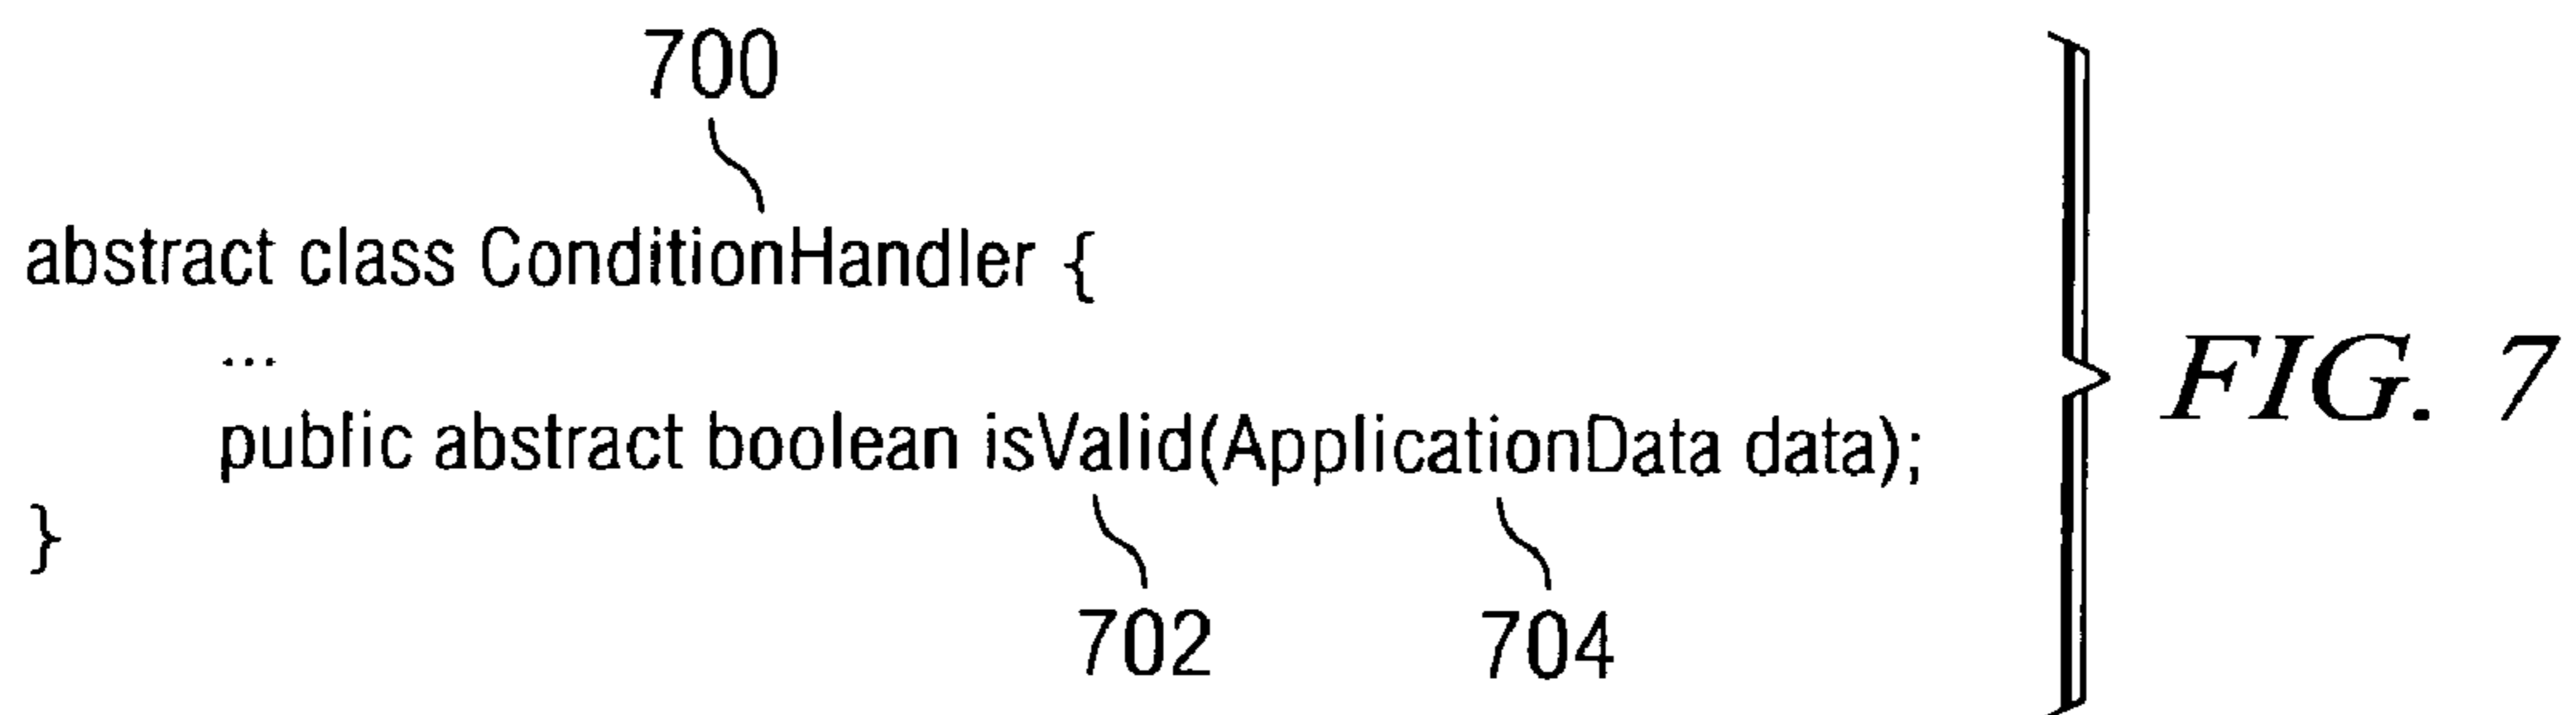 700
abstract class ConditionHandler {
...
public abstract boolean isValid(ApplicationData data);
}
702 704
FIG. 7